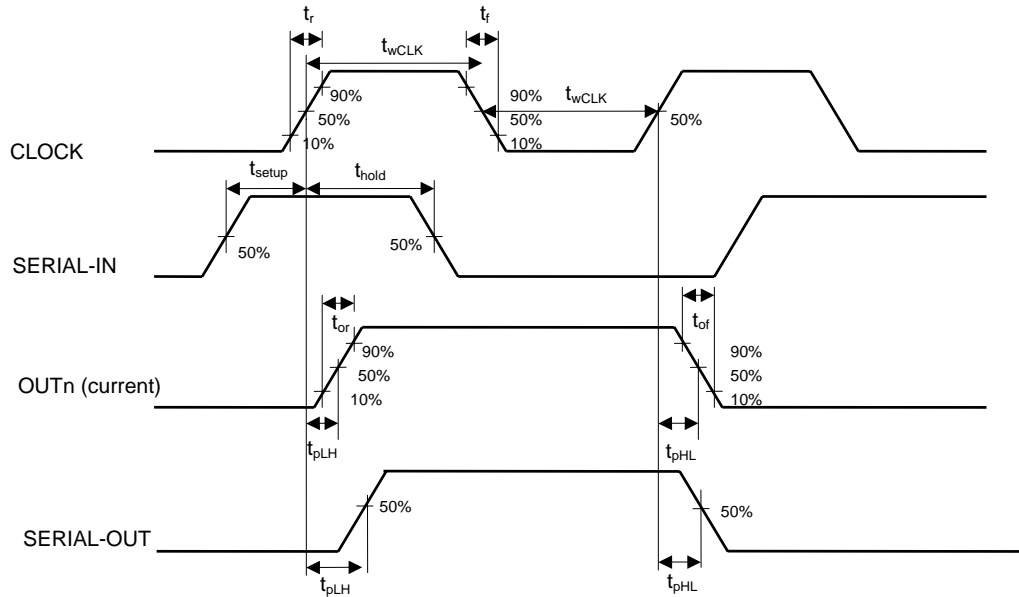 tr
tf
twCLK
90%
50%
10%
90%
50%
10%
twCLK
50%
CLOCK
tsetup
thold
50%
50%
SERIAL-IN
tor
tof
90%
50%
10%
90%
50%
10%
OUTn (current)
tpLH
tpHL
50%
50%
SERIAL-OUT
tpLH
tpHL